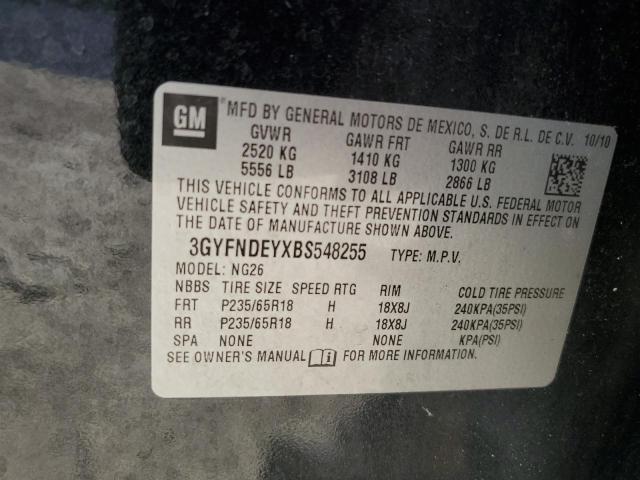 GM MFD BY GENERAL MOTORS DE MEXICO, S. DE R.L. DE C.V. 10/10
GVWR GAWR FRT GAWR RR
2520 KG 1410 KG 1300 KG
5556 LB 3108 LB 2866 LB
THIS VEHICLE CONFORMS TO ALL APPLICABLE U.S. FEDERAL MOTOR
VEHICLE SAFETY AND THEFT PREVENTION STANDARDS IN EFFECT ON
THE DATE OF MANUFACTURE SHOWN ABOVE.
3GYFNDEYXBS548255 TYPE: M.P.V.
MODEL: NG26
NBBS TIRE SIZE SPEED RTG RIM COLD TIRE PRESSURE
FRT P235/65R18 H 18X8J 240KPA(35PSI)
RR P235/65R18 H 18X8J 240KPA(35PSI)
SPA NONE NONE KPA(PSI)
SEE OWNER'S MANUAL i FOR MORE INFORMATION.